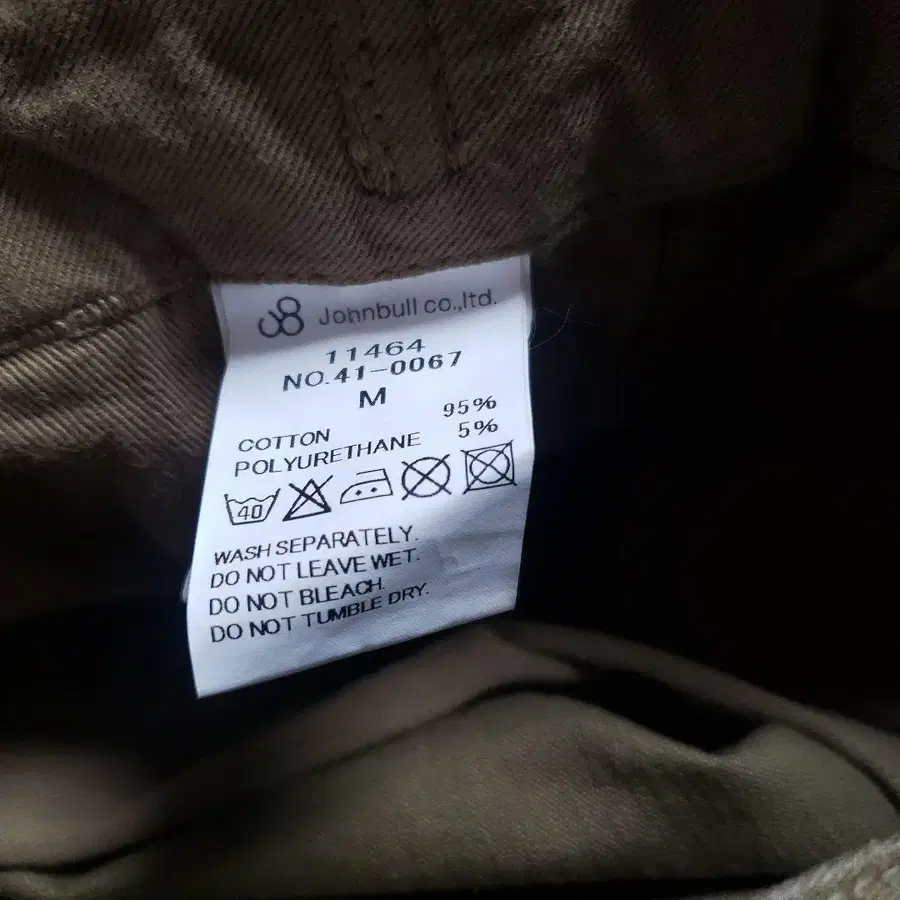 Johnbull co.,ltd.
11464
NO.41-0067
M
COTTON 95%
POLYURETHANE 5%
40
WASH SEPARATELY.
DO NOT LEAVE WET.
DO NOT BLEACH.
DO NOT TUMBLE DRY.